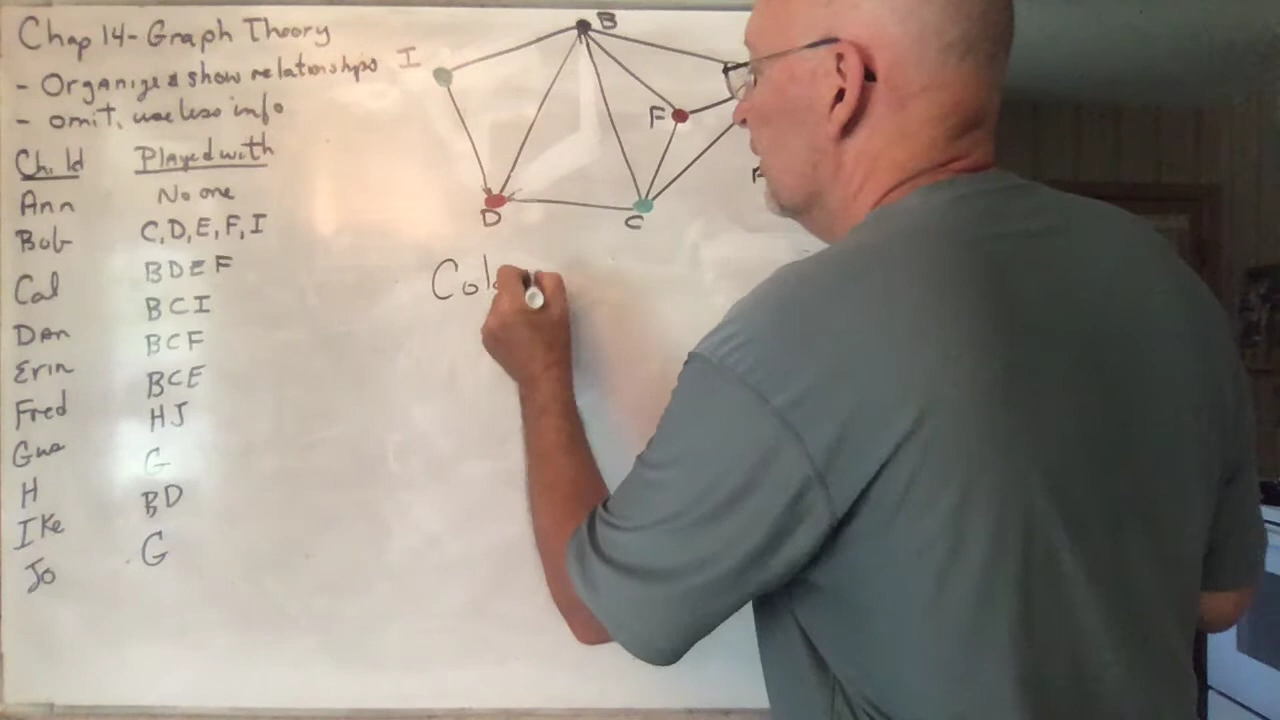 Chap 14 - Graph Theory
- Organize & show relationships
- omit useless info
Child Played with
Ann No one
Bob C, D, E, F, I
Cal B D E F
Dan B C I
Erin B C F
Fred B C E
Gus H J
H G
Ike B D
Jo G
B
I
F
D
C
Col